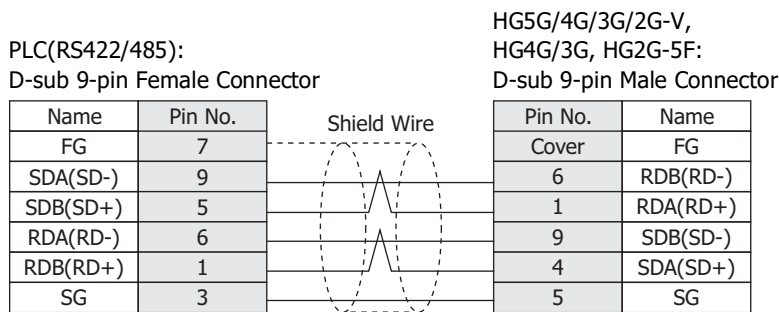 HG5G/4G/3G/2G-V,
PLC(RS422/485): HG4G/3G, HG2G-5F:
D-sub 9-pin Female Connector D-sub 9-pin Male Connector
Name Pin No. Shield Wire Pin No. Name
FG 7 Cover FG
SDA(SD-) 9 6 RDB(RD-)
SDB(SD+) 5 1 RDA(RD+)
RDA(RD-) 6 9 SDB(SD-)
RDB(RD+) 1 4 SDA(SD+)
SG 3 5 SG